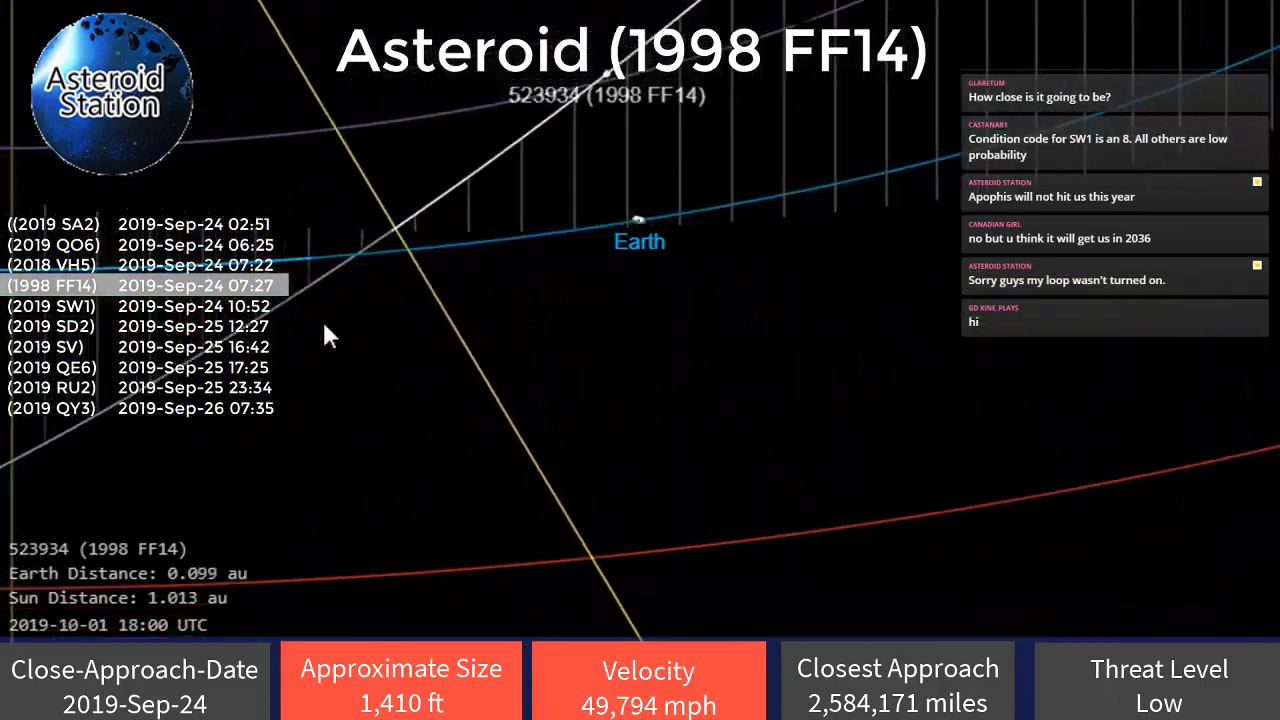 Asteroid (1998 FF14)
Asteroid
Station
523934 (1998 FF14)
Earth
((2019 SA2) 2019-Sep-24 02:51
(2019 QO6) 2019-Sep-24 06:25
(2018 VH5) 2019-Sep-24 07:22
(1998 FF14) 2019-Sep-24 07:27
(2019 SW1) 2019-Sep-24 10:52
(2019 SD2) 2019-Sep-25 12:27
(2019 SV) 2019-Sep-25 16:42
(2019 QE6) 2019-Sep-25 17:25
(2019 RU2) 2019-Sep-25 23:34
(2019 QY3) 2019-Sep-26 07:35
GLARETUM
How close is it going to be?
CASTANAB1
Condition code for SW1 is an 8. All others are low
probability
ASTEROID STATION
Apophis will not hit us this year
CANADIAN GIRL
no but u think it will get us in 2036
ASTEROID STATION
Sorry guys my loop wasn't turned on.
GD XINE_PLAYS
hi
523934 (1998 FF14)
Earth Distance: 0.099 au
Sun Distance: 1.013 au
2019-10-01 18:00 UTC
Close-Approach-Date
2019-Sep-24
Approximate Size
1,410 ft
Velocity
49,794 mph
Closest Approach
2,584,171 miles
Threat Level
Low